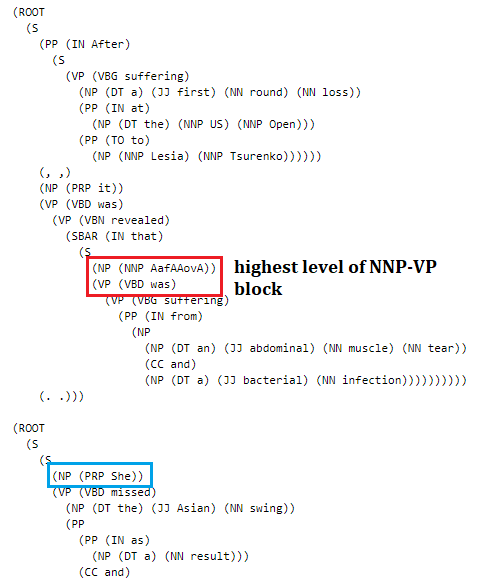 (ROOT
(S
(PP (IN After)
(S
(VP (VBG suffering)
(NP (DT a) (JJ first) (NN round) (NN loss))
(PP (IN at)
(NP (DT the) (NNP US) (NNP Open)))
(PP (TO to)
(NP (NNP Lesia) (NNP Tsurenko))))))
(, ,)
(NP (PRP it))
(VP (VBD was)
(VP (VBN revealed)
(SBAR (IN that)
(S
(NP (NNP AafAAovA))
(VP (VBD was)
highest level of NNP-VP
block
(VP (VBG suffering)
(PP (IN from)
(NP
(NP (DT an) (JJ abdominal) (NN muscle) (NN tear))
(CC and)
(NP (DT a) (JJ bacterial) (NN infection))))))))))
(. .)))
(ROOT
(S
(S
(NP (PRP She))
(VP (VBD missed)
(NP (DT the) (JJ Asian) (NN swing))
(PP
(PP (IN as)
(NP (DT a) (NN result)))
(CC and)